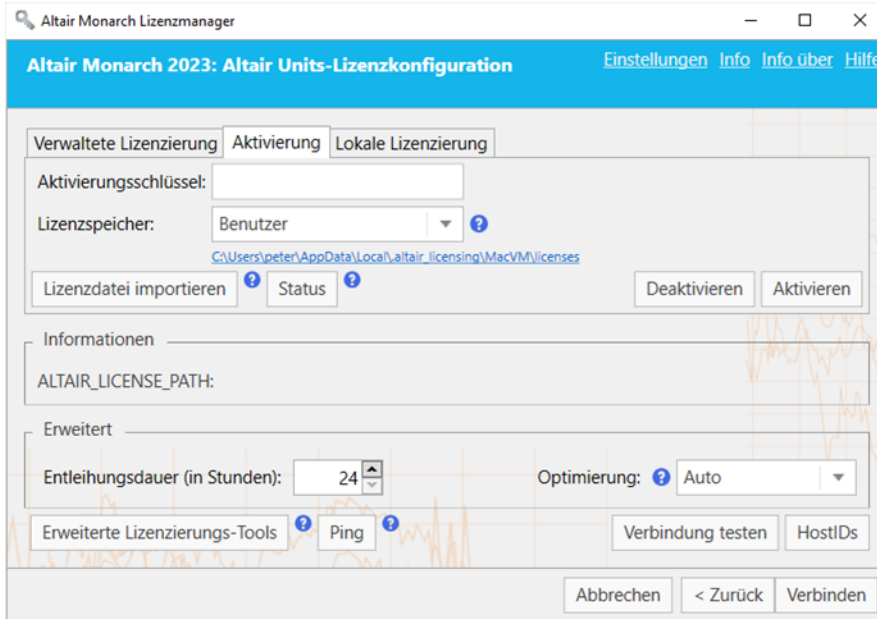 Altair Monarch Lizenzmanager
Altair Monarch 2023: Altair Units-Lizenzkonfiguration
Einstellungen Info Info über Hilfe
Verwaltete Lizenzierung Aktivierung Lokale Lizenzierung
Aktivierungsschlüssel:
Lizenzspeicher: Benutzer ?
C:\Users\peter\AppData\Local\.altair_licensing\MacVM\licenses
Lizenzdatei importieren ? Status ? Deaktivieren Aktivieren
Informationen
ALTAIR_LICENSE_PATH:
Erweitert
Entleihungsdauer (in Stunden): 24 Optimierung: ? Auto
Erweiterte Lizenzierungs-Tools ? Ping ? Verbindung testen HostIDs
Abbrechen < Zurück Verbinden